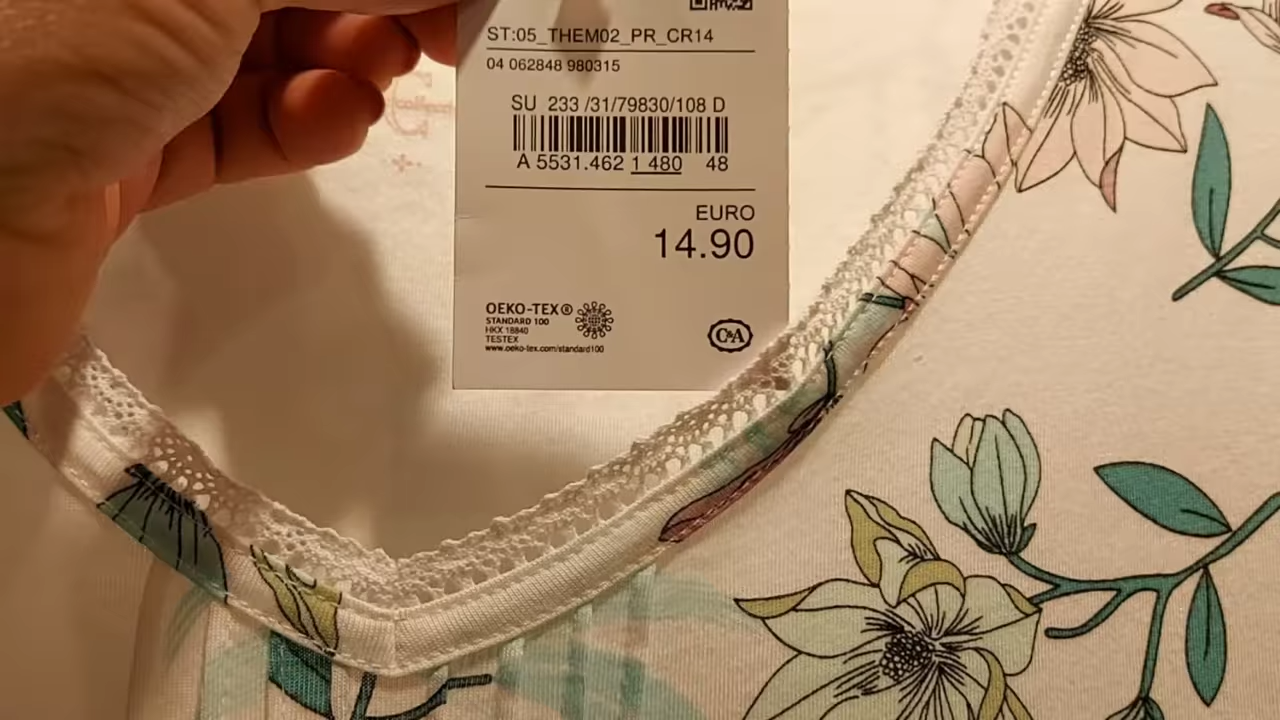 ST:05_THEM02_PR_CR14
04 062848 980315
SU 233 /31/79830/108 D
A 5531.462 1 480 48
EURO
14.90
OEKO-TEX®
STANDARD 100
HKX 18840
TESTEX
www.oeko-tex.com/standard100
C&A